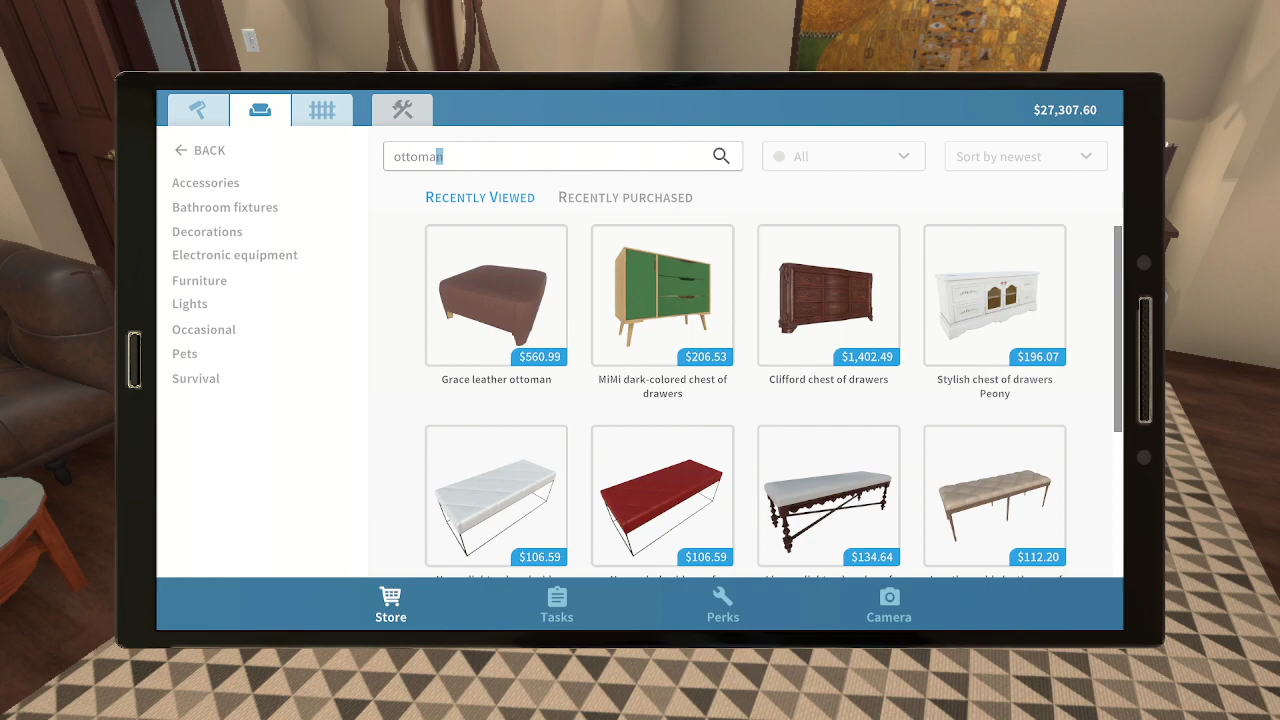 $27,307.60
BACK
ottoman
All
Sort by newest
Accessories
Bathroom fixtures
Decorations
Electronic equipment
Furniture
Lights
Occasional
Pets
Survival
RECENTLY VIEWED
RECENTLY PURCHASED
$560.99
$206.53
$1,402.49
$196.07
Grace leather ottoman
MiMi dark-colored chest of
drawers
Clifford chest of drawers
Stylish chest of drawers
Peony
$106.59
$106.59
$134.64
$112.20
Store
Tasks
Perks
Camera